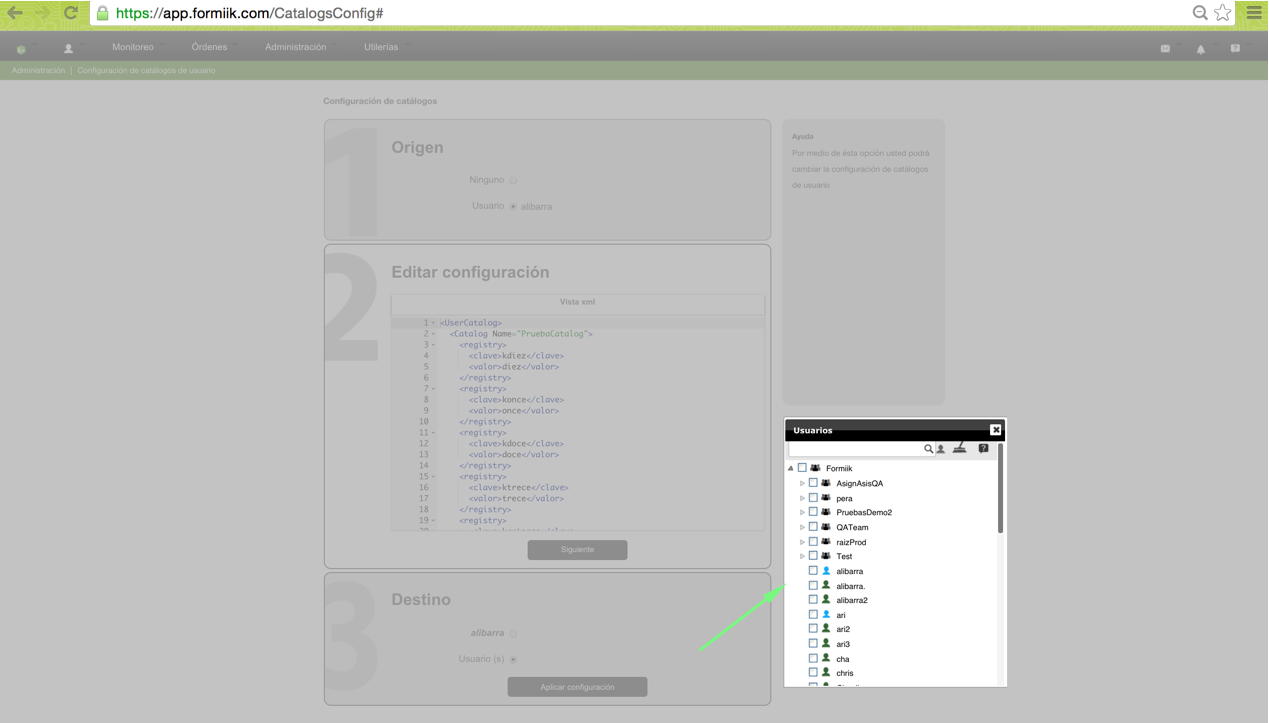 https://app.formiik.com/CatalogsConfig#
Monitoreo Órdenes Administración Utilerías
Administración | Configuración de catálogos de usuario
Configuración de catálogos
1
Origen
Ninguno
Usuario alibarra
Ayuda
Por medio de ésta opción usted podrá
cambiar la configuración de catálogos
de usuario
2
Editar configuración
Vista xml
1 <UserCatalog>
2 <Catalog Name="PruebaCatalog">
3 <registry>
4 <clave>kdiez</clave>
5 <valor>diez</valor>
6 </registry>
7 <registry>
8 <clave>konce</clave>
9 <valor>once</valor>
10 </registry>
11 <registry>
12 <clave>kdoce</clave>
13 <valor>doce</valor>
14 </registry>
15 <registry>
16 <clave>ktrece</clave>
17 <valor>trece</valor>
18 </registry>
19 <registry>
Siguiente
3
Destino
alibarra
Usuario (s)
Aplicar configuración
Usuarios
Formiik
AsignAsisQA
pera
PruebasDemo2
QATeam
raizProd
Test
alibarra
alibarra.
alibarra2
ari
ari2
ari3
cha
chris